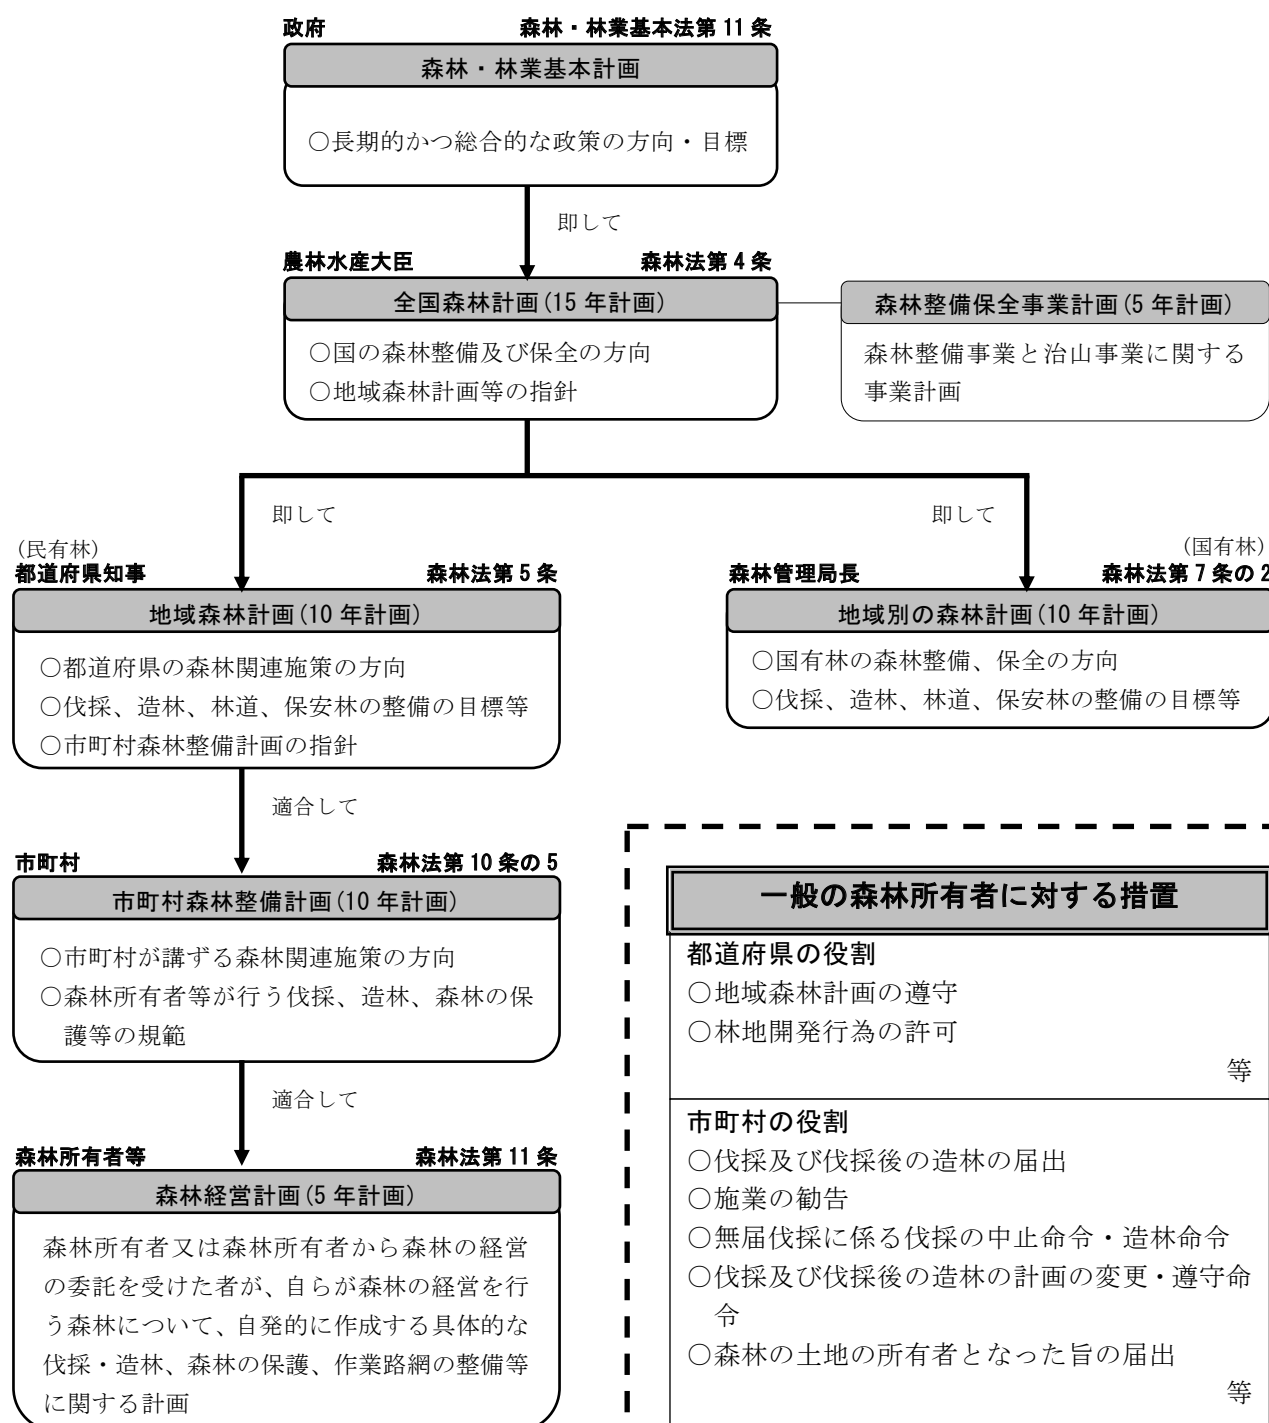 政府 森林・林業基本法第 11 条
森林・林業基本計画
○長期的かつ総合的な政策の方向・目標
即して
農林水産大臣 森林法第 4 条
全国森林計画(15 年計画)
○国の森林整備及び保全の方向
○地域森林計画等の指針
森林整備保全事業計画(5 年計画)
森林整備事業と治山事業に関する
事業計画
即して
即して
(民有林)
都道府県知事 森林法第 5 条
地域森林計画(10 年計画)
○都道府県の森林関連施策の方向
○伐採、造林、林道、保安林の整備の目標等
○市町村森林整備計画の指針
(国有林)
森林管理局長 森林法第 7 条の 2
地域別の森林計画(10 年計画)
○国有林の森林整備、保全の方向
○伐採、造林、林道、保安林の整備の目標等
適合して
市町村 森林法第 10 条の 5
市町村森林整備計画(10 年計画)
○市町村が講ずる森林関連施策の方向
○森林所有者等が行う伐採、造林、森林の保
護等の規範
適合して
森林所有者等 森林法第 11 条
森林経営計画(5 年計画)
森林所有者又は森林所有者から森林の経営
の委託を受けた者が、自らが森林の経営を行
う森林について、自発的に作成する具体的な
伐採・造林、森林の保護、作業路網の整備等
に関する計画
一般の森林所有者に対する措置
都道府県の役割
○地域森林計画の遵守
○林地開発行為の許可
等
市町村の役割
○伐採及び伐採後の造林の届出
○施業の勧告
○無届伐採に係る伐採の中止命令・造林命令
○伐採及び伐採後の造林の計画の変更・遵守命
令
○森林の土地の所有者となった旨の届出
等